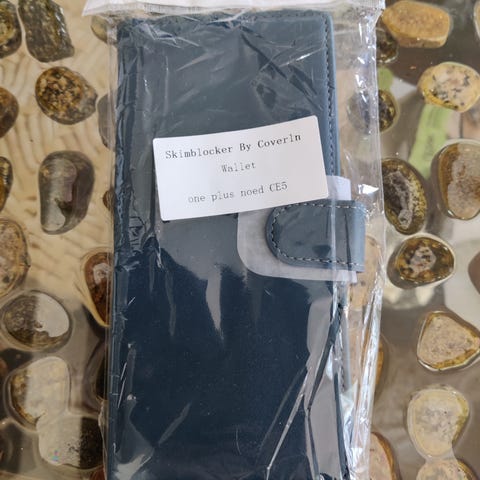 Skimblocker By Coverln
Wallet
one plus noed CE5